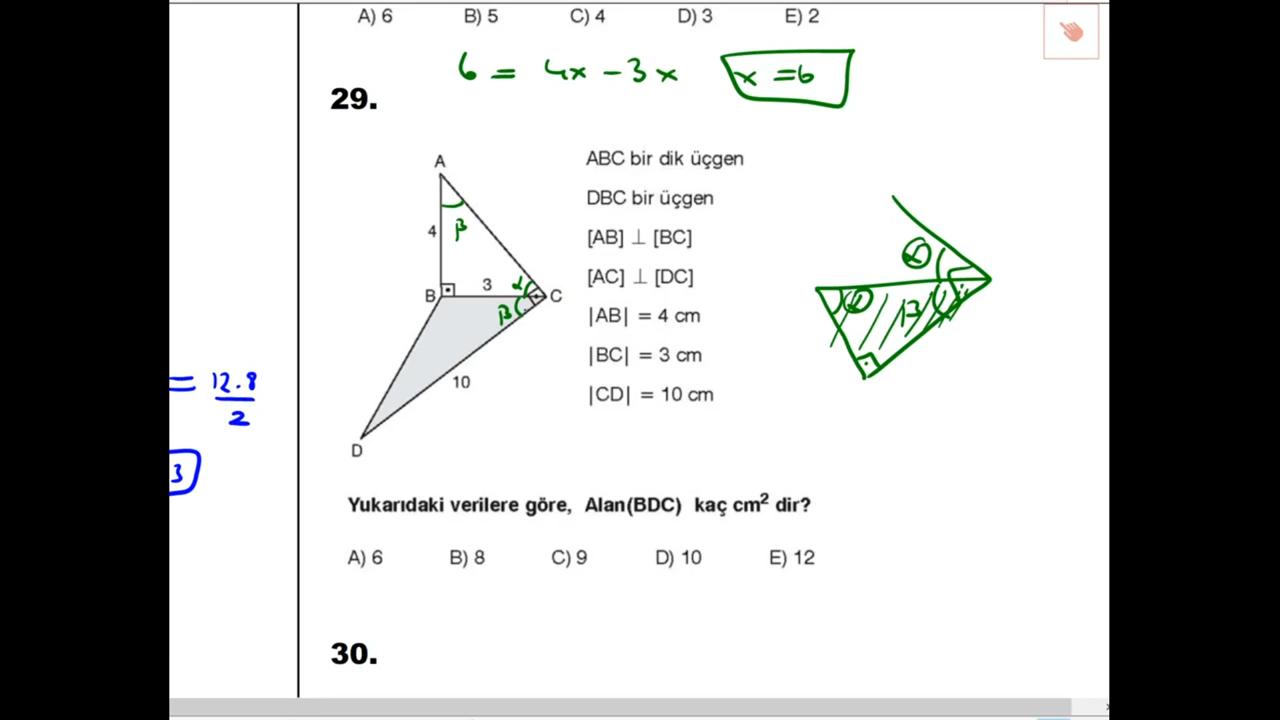 A) 6 B) 5 C) 4 D) 3 E) 2
6 = 4x - 3x x = 6
29.
A
ABC bir dik üçgen
DBC bir üçgen
4 β
[AB] ⊥ [BC]
α
α
[AC] ⊥ [DC]
B 3 α C
β
α β
|AB| = 4 cm
|BC| = 3 cm
10
|CD| = 10 cm
D
= 12.8
2
3
Yukarıdaki verilere göre, Alan(BDC) kaç cm² dir?
A) 6 B) 8 C) 9 D) 10 E) 12
30.